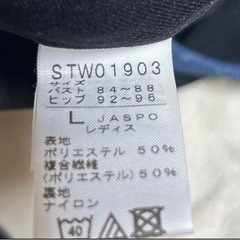 STW01903
サイズ
バスト 84~88
ヒップ 92~96
L JASPO
レディス
表地
ポリエステル 50%
複合繊維
(ポリエステル) 50%
裏地
ナイロン
40